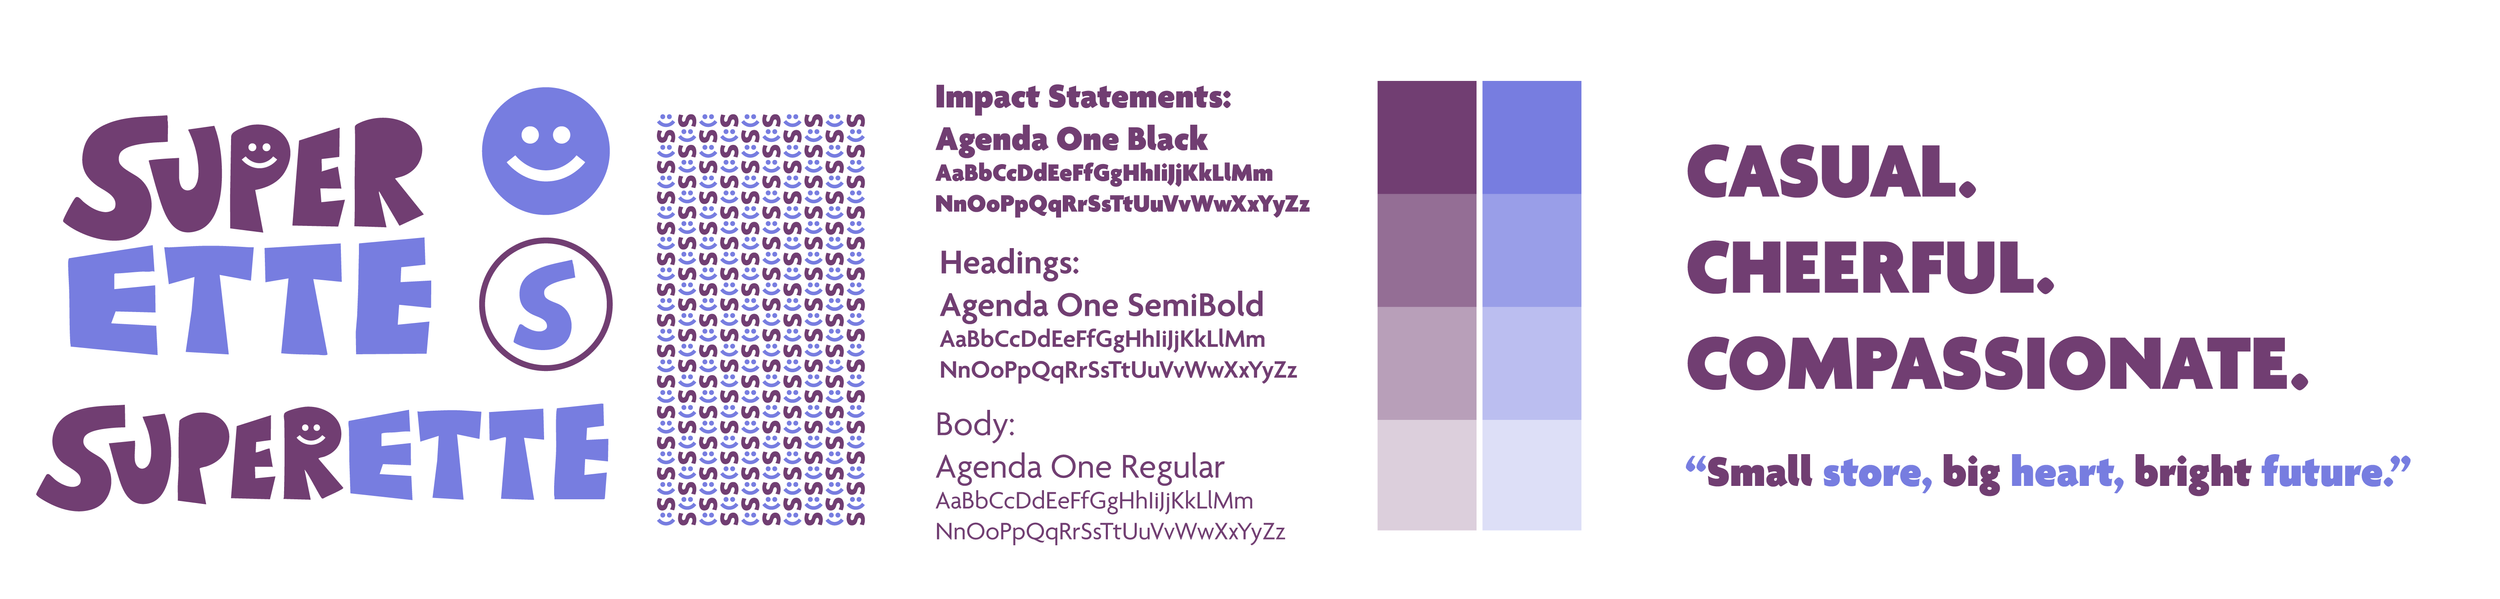 SUPER
ETTE
S
SUPERETTE
Impact Statements:
Agenda One Black
AaBbCcDdEeFfGgHhIiJjKkLlMm
NnOoPpQqRrSsTtUuVvWwXxYyZz
Headings:
Agenda One SemiBold
AaBbCcDdEeFfGgHhIiJjKkLlMm
NnOoPpQqRrSsTtUuVvWwXxYyZz
Body:
Agenda One Regular
AaBbCcDdEeFfGgHhIiJjKkLlMm
NnOoPpQqRrSsTtUuVvWwXxYyZz
CASUAL.
CHEERFUL.
COMPASSIONATE.
“Small store, big heart, bright future.”